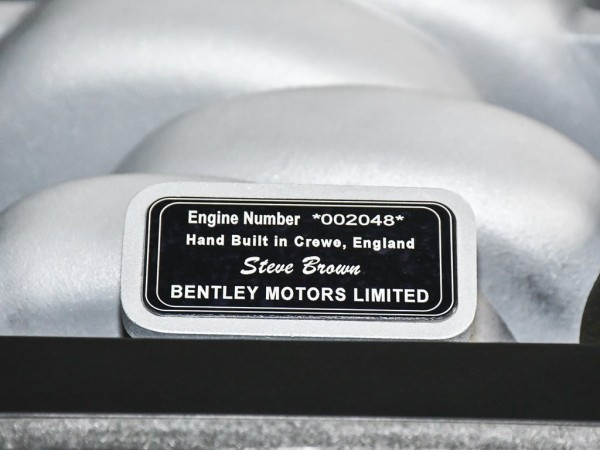 Engine Number *002048*
Hand Built in Crewe, England
Steve Brown
BENTLEY MOTORS LIMITED